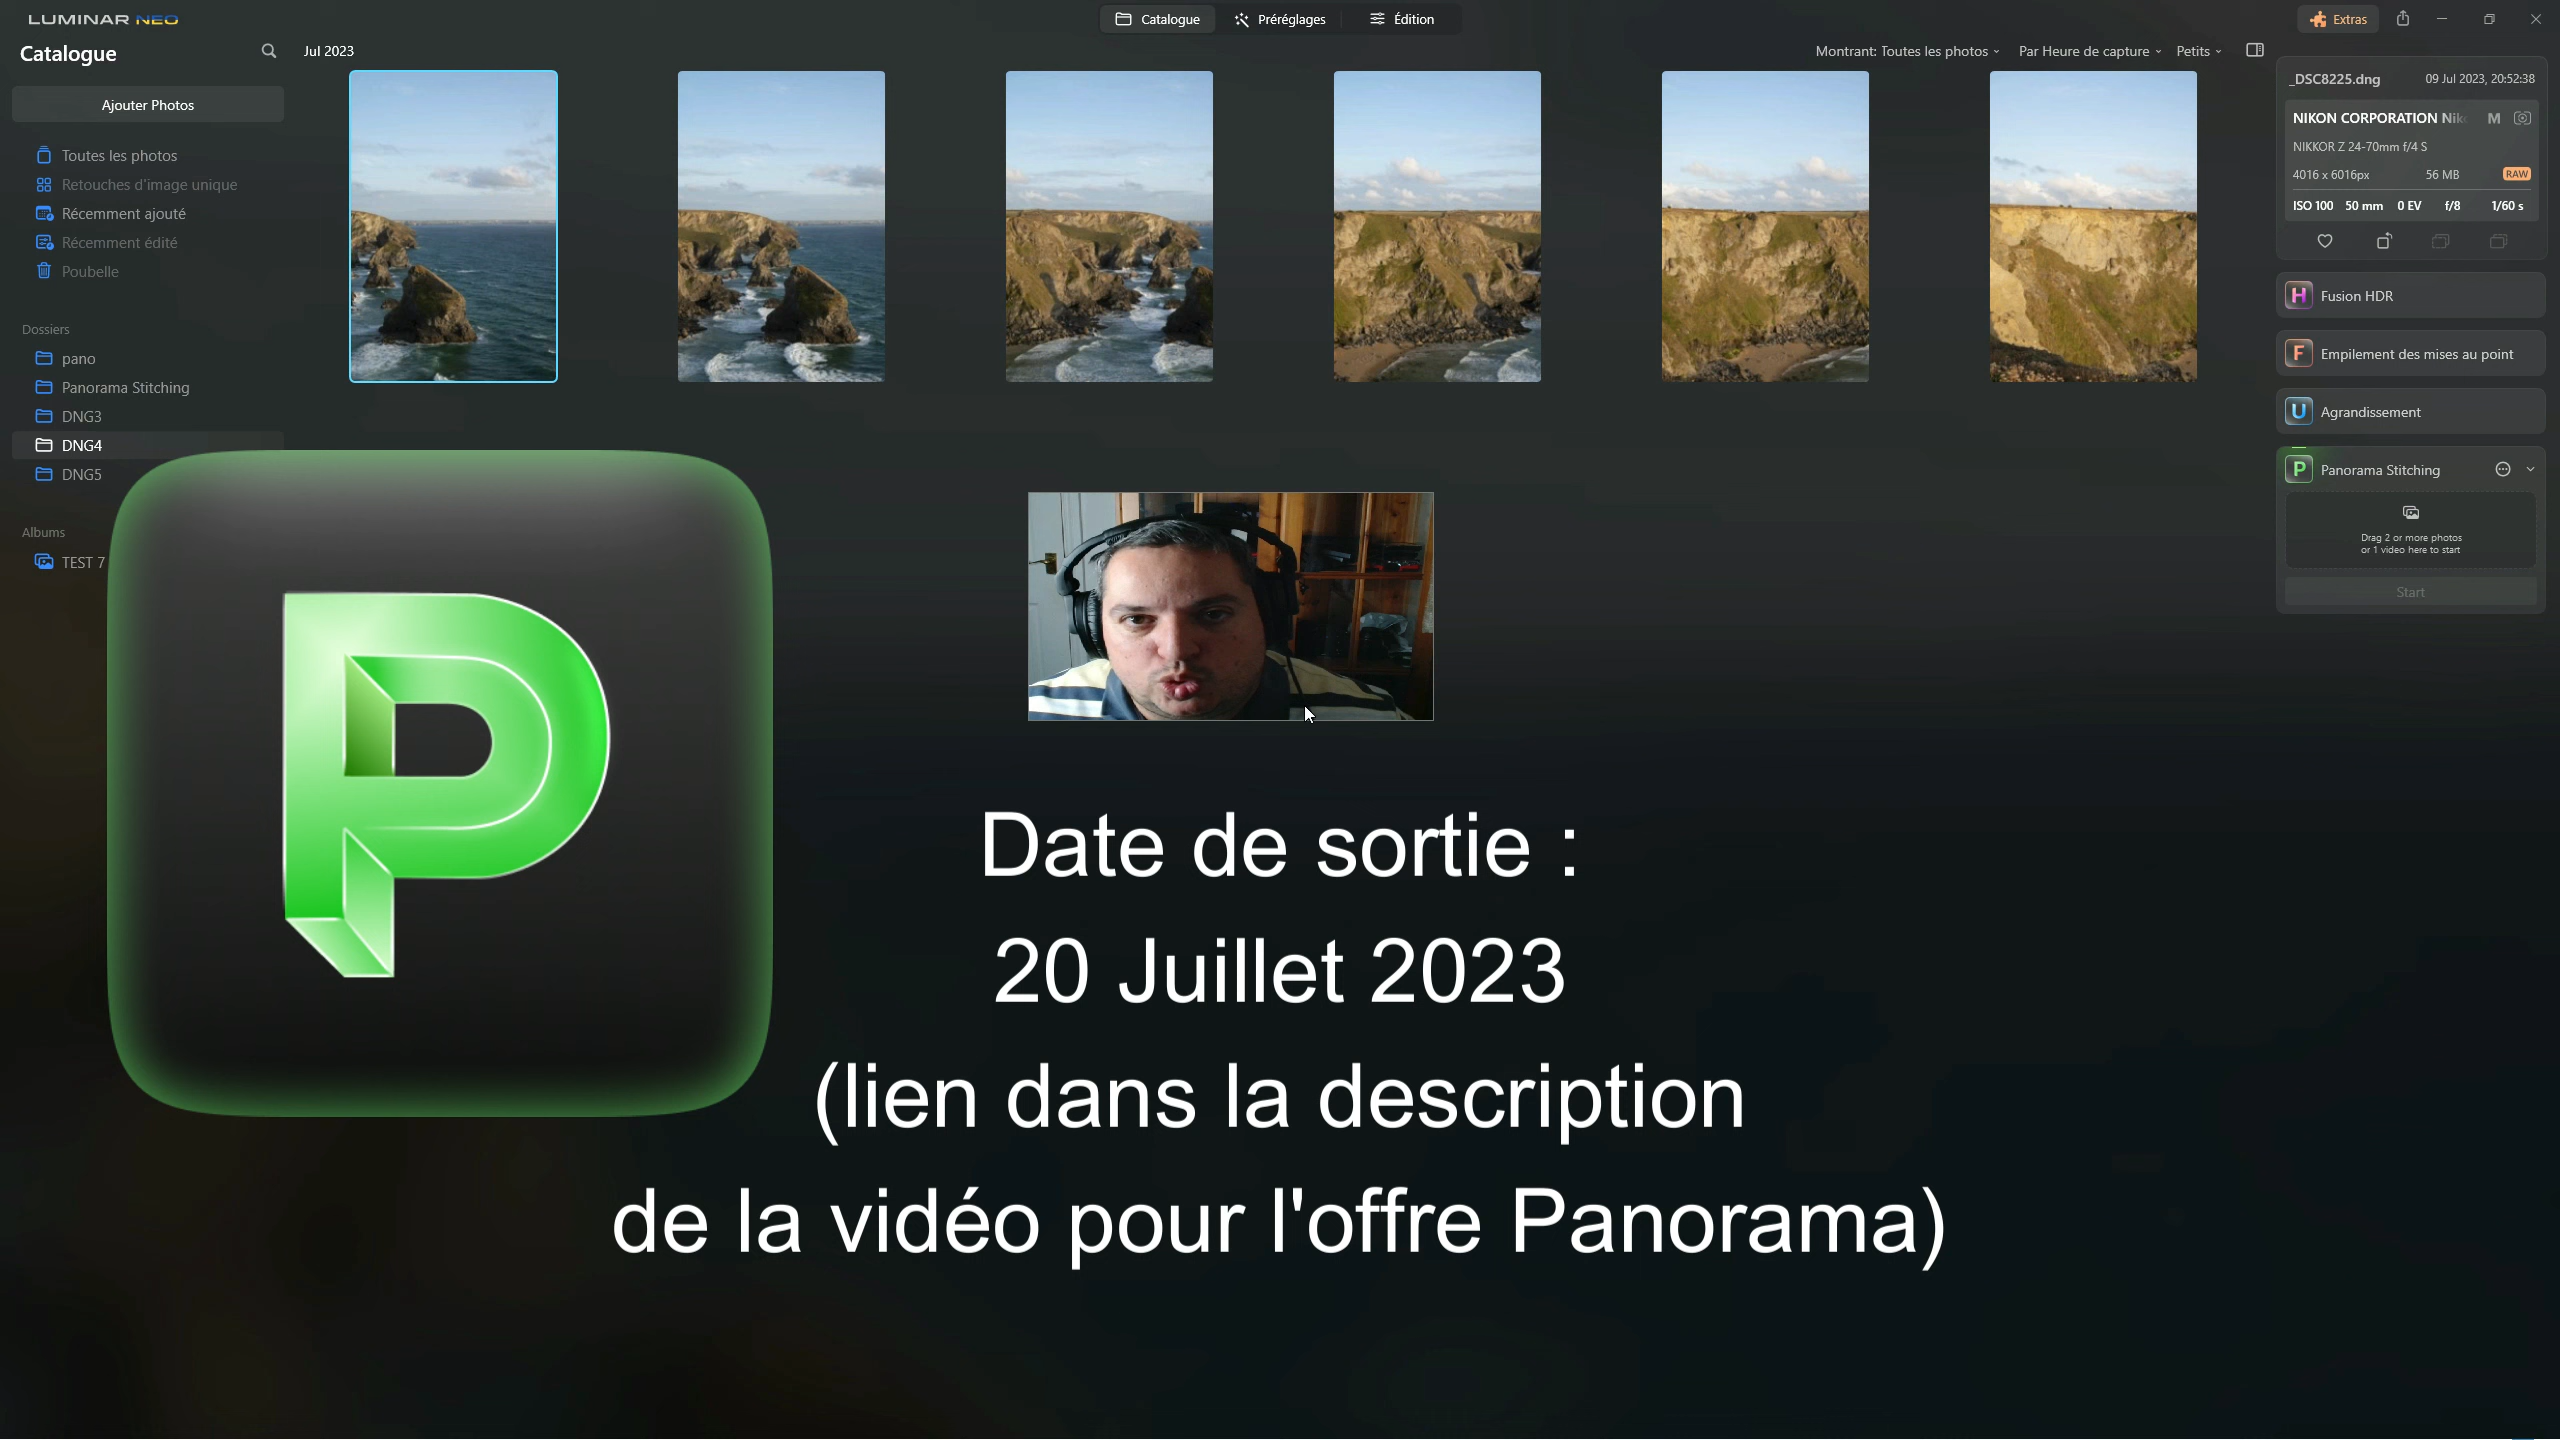 LUMINAR NEO
Catalogue
Préréglages
Édition
Extras
Catalogue
Jul 2023
Montrant: Toutes les photos
Par Heure de capture
Petits
Ajouter Photos
Toutes les photos
Retouches d'image unique
Récemment ajouté
Récemment édité
Poubelle
Dossiers
pano
Panorama Stitching
DNG3
DNG4
DNG5
Albums
TEST 7
_DSC8225.dng
09 Jul 2023, 20:52:38
NIKON CORPORATION
M
NIKKOR Z 24-70mm f/4 S
4016 x 6016px
56 MB
RAW
ISO 100
50 mm
0 EV
f/8
1/60 s
H
Fusion HDR
F
Empilement des mises au point
U
Agrandissement
P
Panorama Stitching
Drag 2 or more photos
or 1 video here to start
Start
P
Date de sortie :
20 Juillet 2023
(lien dans la description
de la vidéo pour l'offre Panorama)